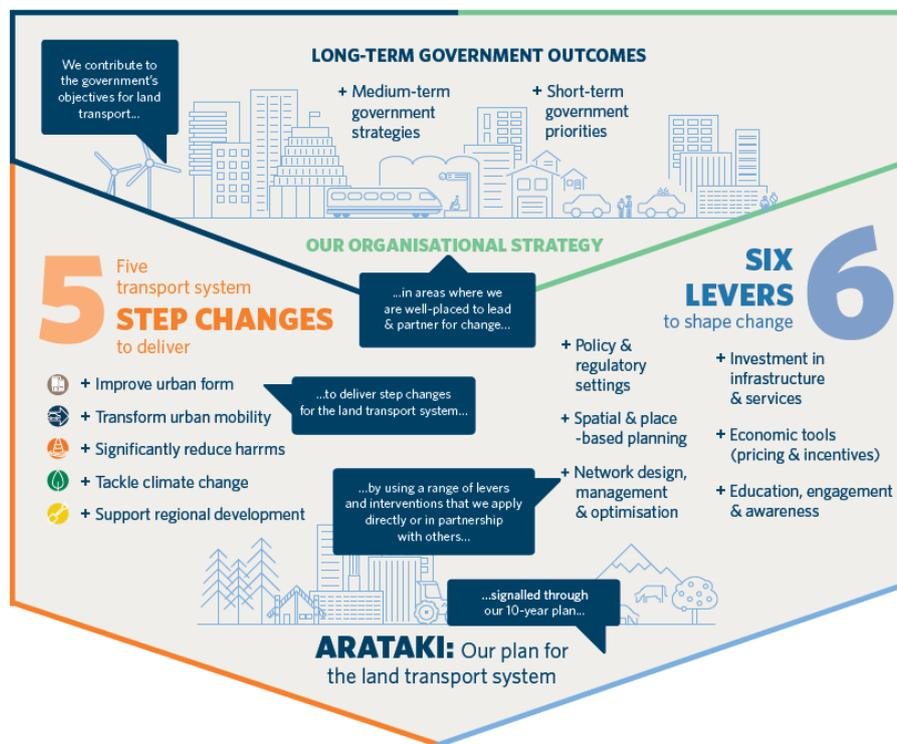 LONG-TERM GOVERNMENT OUTCOMES
We contribute to
the government's
objectives for land
transport...
+ Medium-term
government
strategies
+ Short-term
government
priorities
OUR ORGANISATIONAL STRATEGY
...in areas where we
are well-placed to lead
& partner for change...
5
Five
transport system
STEP CHANGES
to deliver
+ Improve urban form
+ Transform urban mobility
+ Significantly reduce harrms
+ Tackle climate change
+ Support regional development
...to deliver step changes
for the land transport system...
SIX
LEVERS
to shape change
6
+ Policy &
regulatory
settings
+ Spatial & place
-based planning
+ Network design,
management
& optimisation
+ Investment in
infrastructure
& services
+ Economic tools
(pricing & incentives)
+ Education, engagement
& awareness
...by using a range of levers
and interventions that we apply
directly or in partnership
with others...
...signalled through
our 10-year plan...
ARATAKI: Our plan for
the land transport system